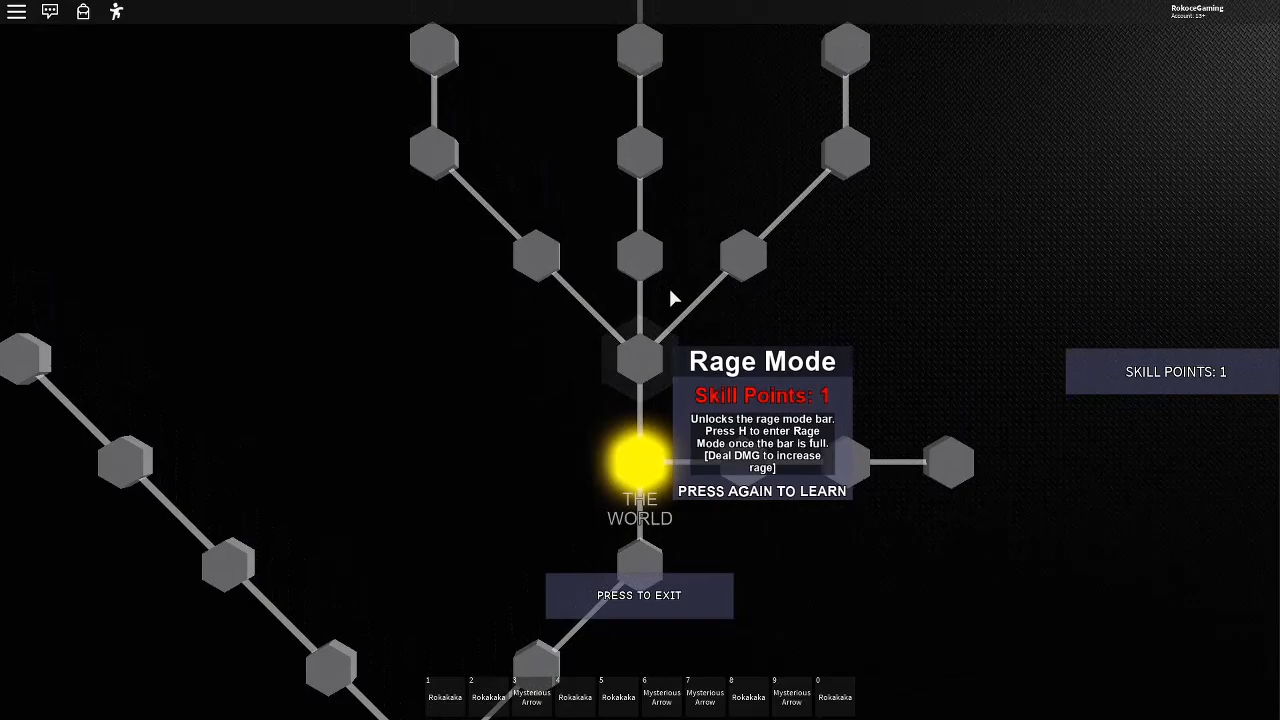 RokoceGaming
Account: 13+
Rage Mode
Skill Points: 1
Unlocks the rage mode bar.
Press H to enter Rage
Mode once the bar is full.
[Deal DMG to increase
rage]
PRESS AGAIN TO LEARN
SKILL POINTS: 1
THE
WORLD
PRESS TO EXIT
1
Rokakaka
2
Rokakaka
3
Mysterious
Arrow
4
Rokakaka
5
Rokakaka
6
Mysterious
Arrow
7
Mysterious
Arrow
8
Rokakaka
9
Mysterious
Arrow
0
Rokakaka